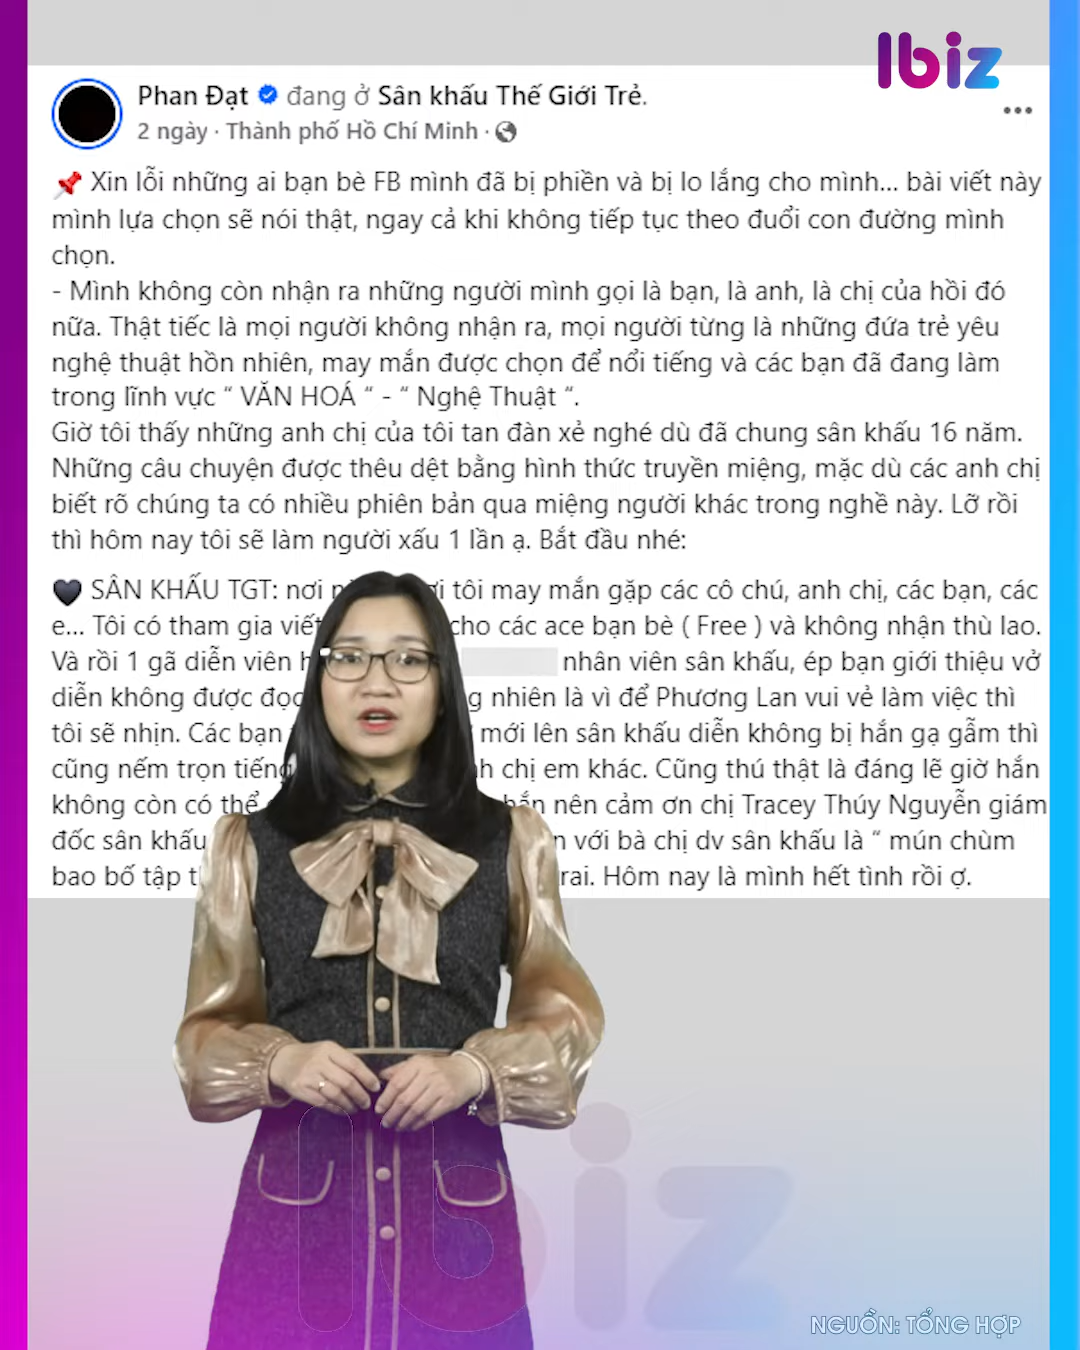 Ibiz
Phan Đạt đang ở Sân khấu Thế Giới Trẻ.
2 ngày · Thành phố Hồ Chí Minh ·
Xin lỗi những ai bạn bè FB mình đã bị phiền và bị lo lắng cho mình... bài viết này
mình lựa chọn sẽ nói thật, ngay cả khi không tiếp tục theo đuổi con đường mình
chọn.
- Mình không còn nhận ra những người mình gọi là bạn, là anh, là chị của hồi đó
nữa. Thật tiếc là mọi người không nhận ra, mọi người từng là những đứa trẻ yêu
nghệ thuật hồn nhiên, may mắn được chọn để nổi tiếng và các bạn đã đang làm
trong lĩnh vực “ VĂN HOÁ “ - “ Nghệ Thuật “.
Giờ tôi thấy những anh chị của tôi tan đàn xẻ nghé dù đã chung sân khấu 16 năm.
Những câu chuyện được thêu dệt bằng hình thức truyền miệng, mặc dù các anh chị
biết rõ chúng ta có nhiều phiên bản qua miệng người khác trong nghề này. Lỡ rồi
thì hôm nay tôi sẽ làm người xấu 1 lần ạ. Bắt đầu nhé:
SÂN KHẤU TGT: nơi tôi may mắn gặp các cô chú, anh chị, các bạn, các
e... Tôi có tham gia viết cho các ace bạn bè ( Free ) và không nhận thù lao.
Và rồi 1 gã diễn viên nhân viên sân khấu, ép bạn giới thiệu vở
diễn không được đọc nhiên là vì để Phương Lan vui vẻ làm việc thì
tôi sẽ nhịn. Các bạn mới lên sân khấu diễn không bị hắn gạ gẫm thì
cũng nếm trọn tiếng chị em khác. Cũng thú thật là đáng lẽ giờ hắn
không còn có thể hắn nên cảm ơn chị Tracey Thúy Nguyễn giám
đốc sân khấu với bà chị dv sân khấu là “ mún chùm
bao bố tập Hôm nay là mình hết tình rồi ợ.
Ibiz
NGUỒN: TỔNG HỢP